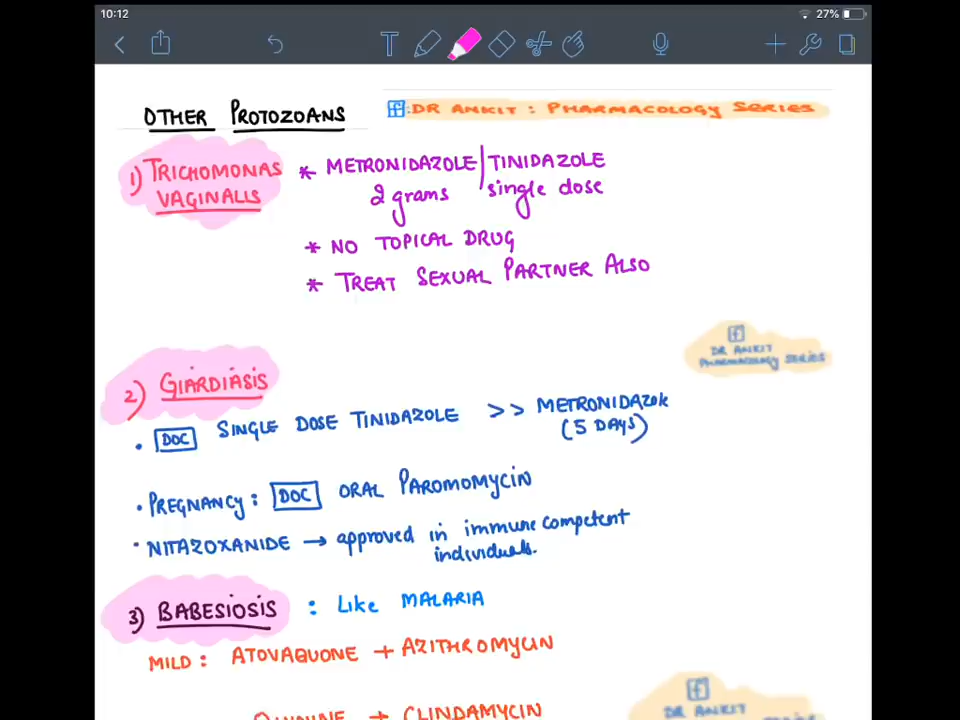 10:12
27%
T
OTHER PROTOZOANS
f: DR ANKIT : PHARMACOLOGY SERIES
1) TRICHOMONAS VAGINALIS
* METRONIDAZOLE | TINIDAZOLE
2 grams single dose
* NO TOPICAL DRUG
* TREAT SEXUAL PARTNER ALSO
f
DR ANKIT
PHARMACOLOGY SERIES
2) GIARDIASIS
• DOC SINGLE DOSE TINIDAZOLE >> METRONIDAZOLE
(5 DAYS)
• PREGNANCY : DOC ORAL PAROMOMYCIN
• NITAZOXANIDE → approved in immune competent
individuals.
3) BABESIOSIS : Like MALARIA
MILD : ATOVAQUONE + AZITHROMYCIN
QUININE + CLINDAMYCIN
f
DR ANKIT